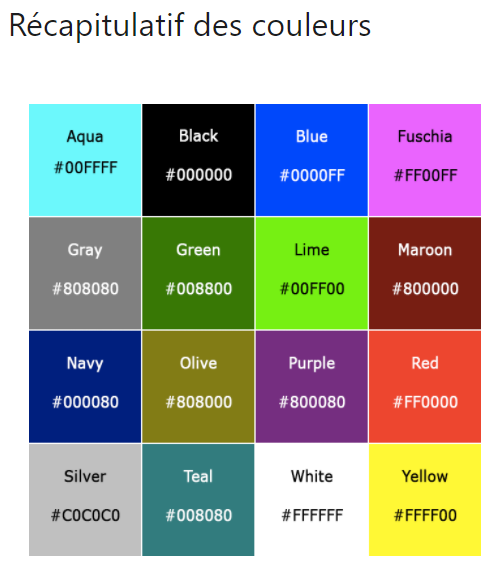 Récapitulatif des couleurs
Aqua
#00FFFF
Black
#000000
Blue
#0000FF
Fuschia
#FF00FF
Gray
#808080
Green
#008800
Lime
#00FF00
Maroon
#800000
Navy
#000080
Olive
#808000
Purple
#800080
Red
#FF0000
Silver
#C0C0C0
Teal
#008080
White
#FFFFFF
Yellow
#FFFF00